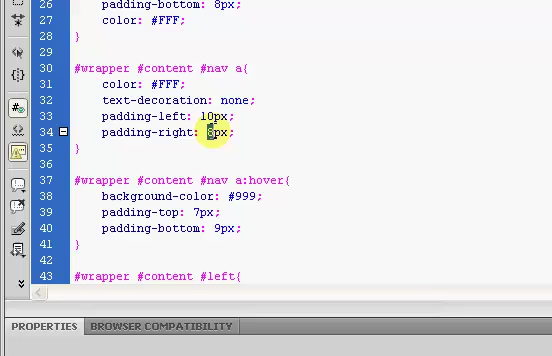 26 padding-bottom: 8px;
27 color: #FFF;
28 }
29
30 #wrapper #content #nav a{
31 color: #FFF;
32 text-decoration: none;
33 padding-left: 10px;
34 padding-right: 8px;
35 }
36
37 #wrapper #content #nav a:hover{
38 background-color: #999;
39 padding-top: 7px;
40 padding-bottom: 9px;
41 }
42
43 #wrapper #content #left{
PROPERTIES BROWSER COMPATIBILITY